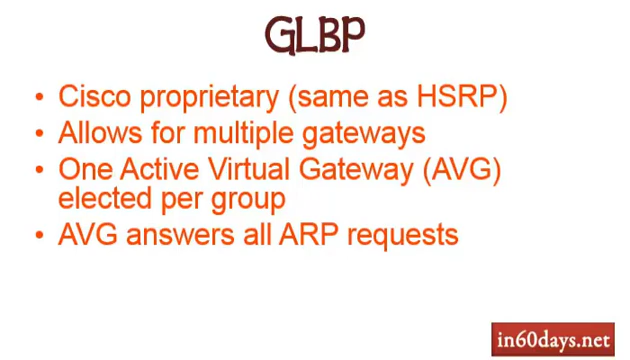 GLBP
• Cisco proprietary (same as HSRP)
• Allows for multiple gateways
• One Active Virtual Gateway (AVG)
elected per group
• AVG answers all ARP requests
in60days.net